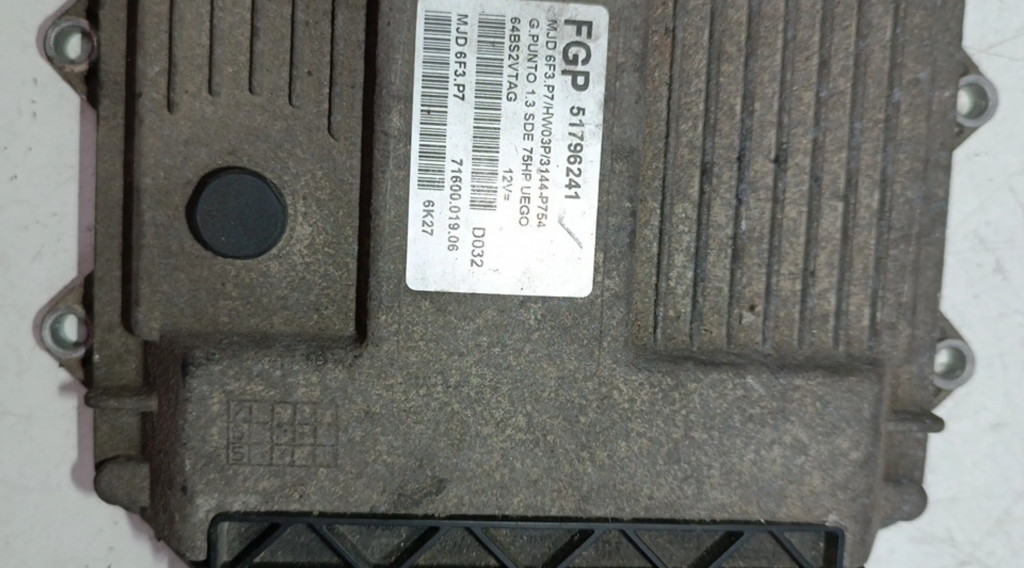 FGP 51796241
MJD 6F3.P7/HW03P/3144-P754
G.PUNTO 1.3 SDE 75HP UEGO
64BS2VTAG 12V=
D032
MJD 6F3.P7 71600.019.06
6K27